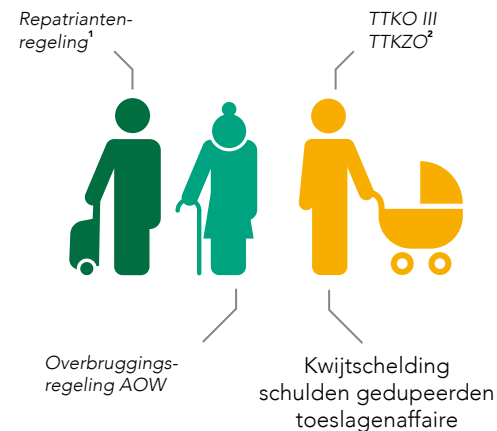 Repatrianten-
regeling¹
TTKO III
TTKZO²
Overbruggings-
regeling AOW
Kwijtschelding
schulden gedupeerden
toeslagenaffaire